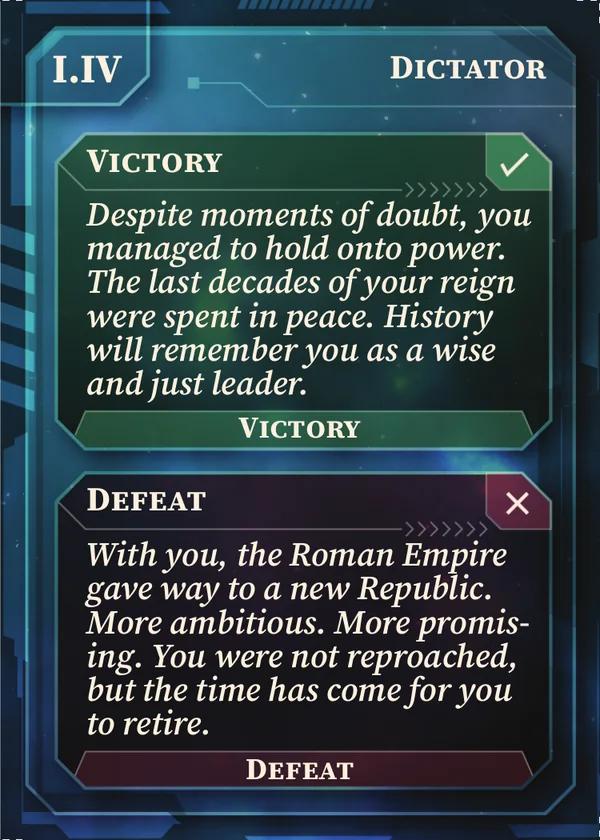 I.IV
Dictator
Victory
Despite moments of doubt, you
managed to hold onto power.
The last decades of your reign
were spent in peace. History
will remember you as a wise
and just leader.
Victory
Defeat
With you, the Roman Empire
gave way to a new Republic.
More ambitious. More promis-
ing. You were not reproached,
but the time has come for you
to retire.
Defeat